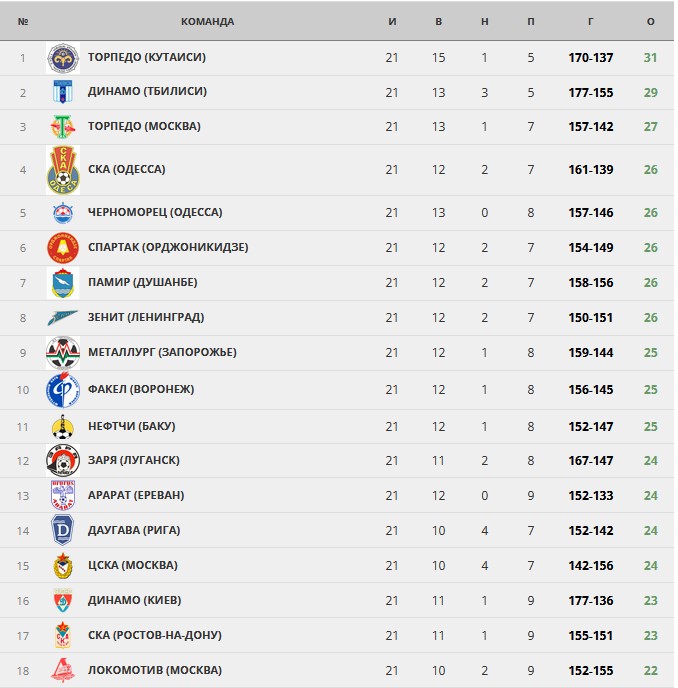 № КОМАНДА И В Н П Г О
1 ТОРПЕДО (КУТАИСИ) 21 15 1 5 170-137 31
2 ДИНАМО (ТБИЛИСИ) 21 13 3 5 177-155 29
3 ТОРПЕДО (МОСКВА) 21 13 1 7 157-142 27
4 СКА (ОДЕССА) 21 12 2 7 161-139 26
5 ЧЕРНОМОРЕЦ (ОДЕССА) 21 13 0 8 157-146 26
6 СПАРТАК (ОРДЖОНИКИДЗЕ) 21 12 2 7 154-149 26
7 ПАМИР (ДУШАНБЕ) 21 12 2 7 158-156 26
8 ЗЕНИТ (ЛЕНИНГРАД) 21 12 2 7 150-151 26
9 МЕТАЛЛУРГ (ЗАПОРОЖЬЕ) 21 12 1 8 159-144 25
10 ФАКЕЛ (ВОРОНЕЖ) 21 12 1 8 156-145 25
11 НЕФТЧИ (БАКУ) 21 12 1 8 152-147 25
12 ЗАРЯ (ЛУГАНСК) 21 11 2 8 167-147 24
13 АРАРАТ (ЕРЕВАН) 21 12 0 9 152-133 24
14 ДАУГАВА (РИГА) 21 10 4 7 152-142 24
15 ЦСКА (МОСКВА) 21 10 4 7 142-156 24
16 ДИНАМО (КИЕВ) 21 11 1 9 177-136 23
17 СКА (РОСТОВ-НА-ДОНУ) 21 11 1 9 155-151 23
18 ЛОКОМОТИВ (МОСКВА) 21 10 2 9 152-155 22